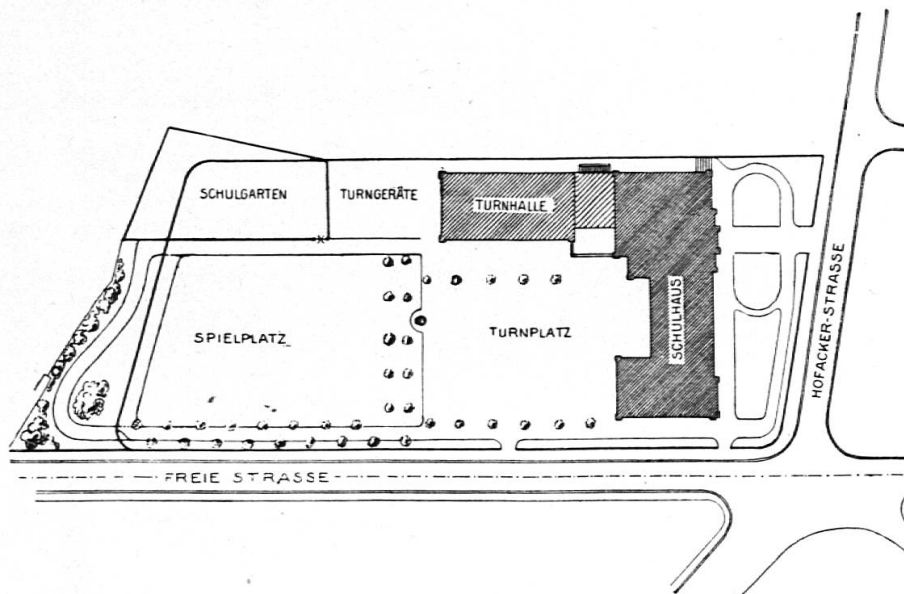 SCHULGARTEN
TURNGERÄTE
TURNHALLE
SPIELPLATZ
TURNPLATZ
SCHULHAUS
HOFACKER-STRASSE
FREIE STRASSE